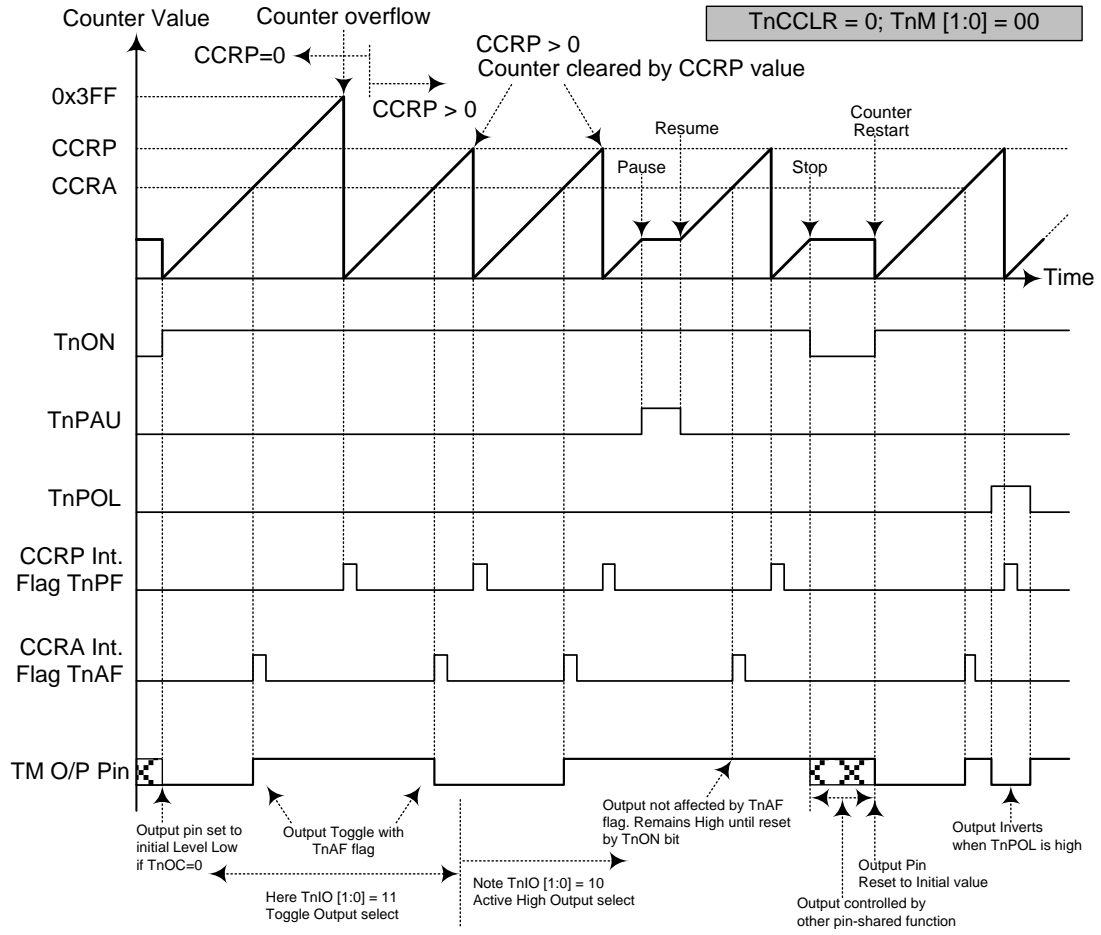 Counter Value
Counter overflow
TnCCLR = 0; TnM [1:0] = 00
CCRP=0
CCRP > 0
CCRP > 0
Counter cleared by CCRP value
0x3FF
CCRP
CCRA
Pause
Resume
Stop
Counter
Restart
Time
TnON
TnPAU
TnPOL
CCRP Int.
Flag TnPF
CCRA Int.
Flag TnAF
TM O/P Pin
Output pin set to
initial Level Low
if TnOC=0
Output Toggle with
TnAF flag
Output not affected by TnAF
flag. Remains High until reset
by TnON bit
Output Inverts
when TnPOL is high
Output Pin
Reset to Initial value
Here TnIO [1:0] = 11
Toggle Output select
Note TnIO [1:0] = 10
Active High Output select
Output controlled by
other pin-shared function